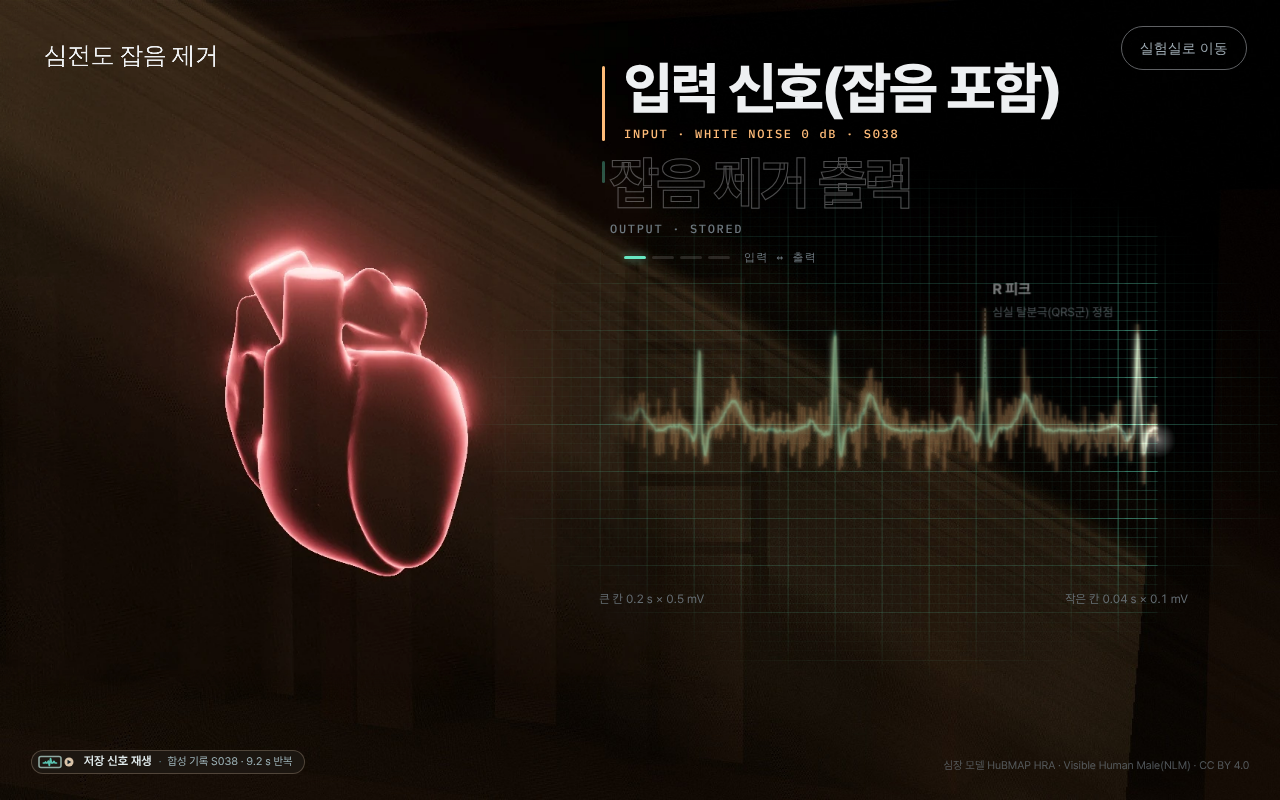 심전도 잡음 제거
실험실로 이동
입력 신호(잡음 포함)
INPUT · WHITE NOISE 0 dB · S038
잡음 제거 출력
OUTPUT · STORED
입력 ↔ 출력
R 피크
심실 탈분극(QRS군) 정점
큰 칸 0.2 s × 0.5 mV
작은 칸 0.04 s × 0.1 mV
저장 신호 재생 · 합성 기록 S038 · 9.2 s 반복
심장 모델 HuBMAP HRA · Visible Human Male(NLM) · CC BY 4.0